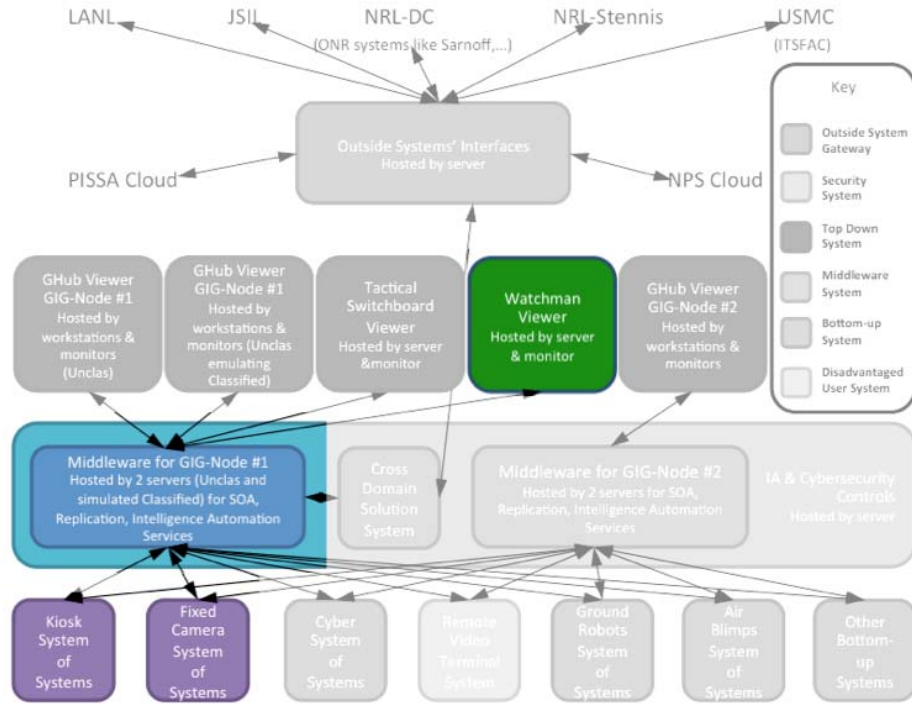 LANL
JSIL
NRL-DC
NRL-Stennis
USMC
(ONR systems like Sarnoff,...)
(ITSFAC)
Key
Outside System
Gateway
Security
System
Top Down
System
Middleware
System
Bottom-up
System
Disadvantaged
User System
Outside Systems' Interfaces
Hosted by server
PISSA Cloud
NPS Cloud
GHub Viewer
GIG-Node #1
Hosted by
workstations &
monitors
(Unclas)
GHub Viewer
GIG-Node #1
Hosted by
workstations &
monitors (Unclas
emulating
Classified)
Tactical
Switchboard
Viewer
Hosted by server
&monitor
Watchman
Viewer
Hosted by server
& monitor
GHub Viewer
GIG-Node #2
Hosted by
workstations &
monitors
Middleware for GIG-Node #1
Hosted by 2 servers (Unclas and
simulated Classified) for SOA,
Replication, Intelligence Automation
Services
Cross
Domain
Solution
System
Middleware for GIG-Node #2
Hosted by 2 servers for SOA,
Replication, Intelligence Automation
Services
IA & Cybersecurity
Controls
Hosted by server
Kiosk
System
of
Systems
Fixed
Camera
System
of
Systems
Cyber
System
of
Systems
Remote
Video
Terminal
System
Ground
Robots
System
of
Systems
Air
Blimps
System of
Systems
Other
Bottom-
up
Systems